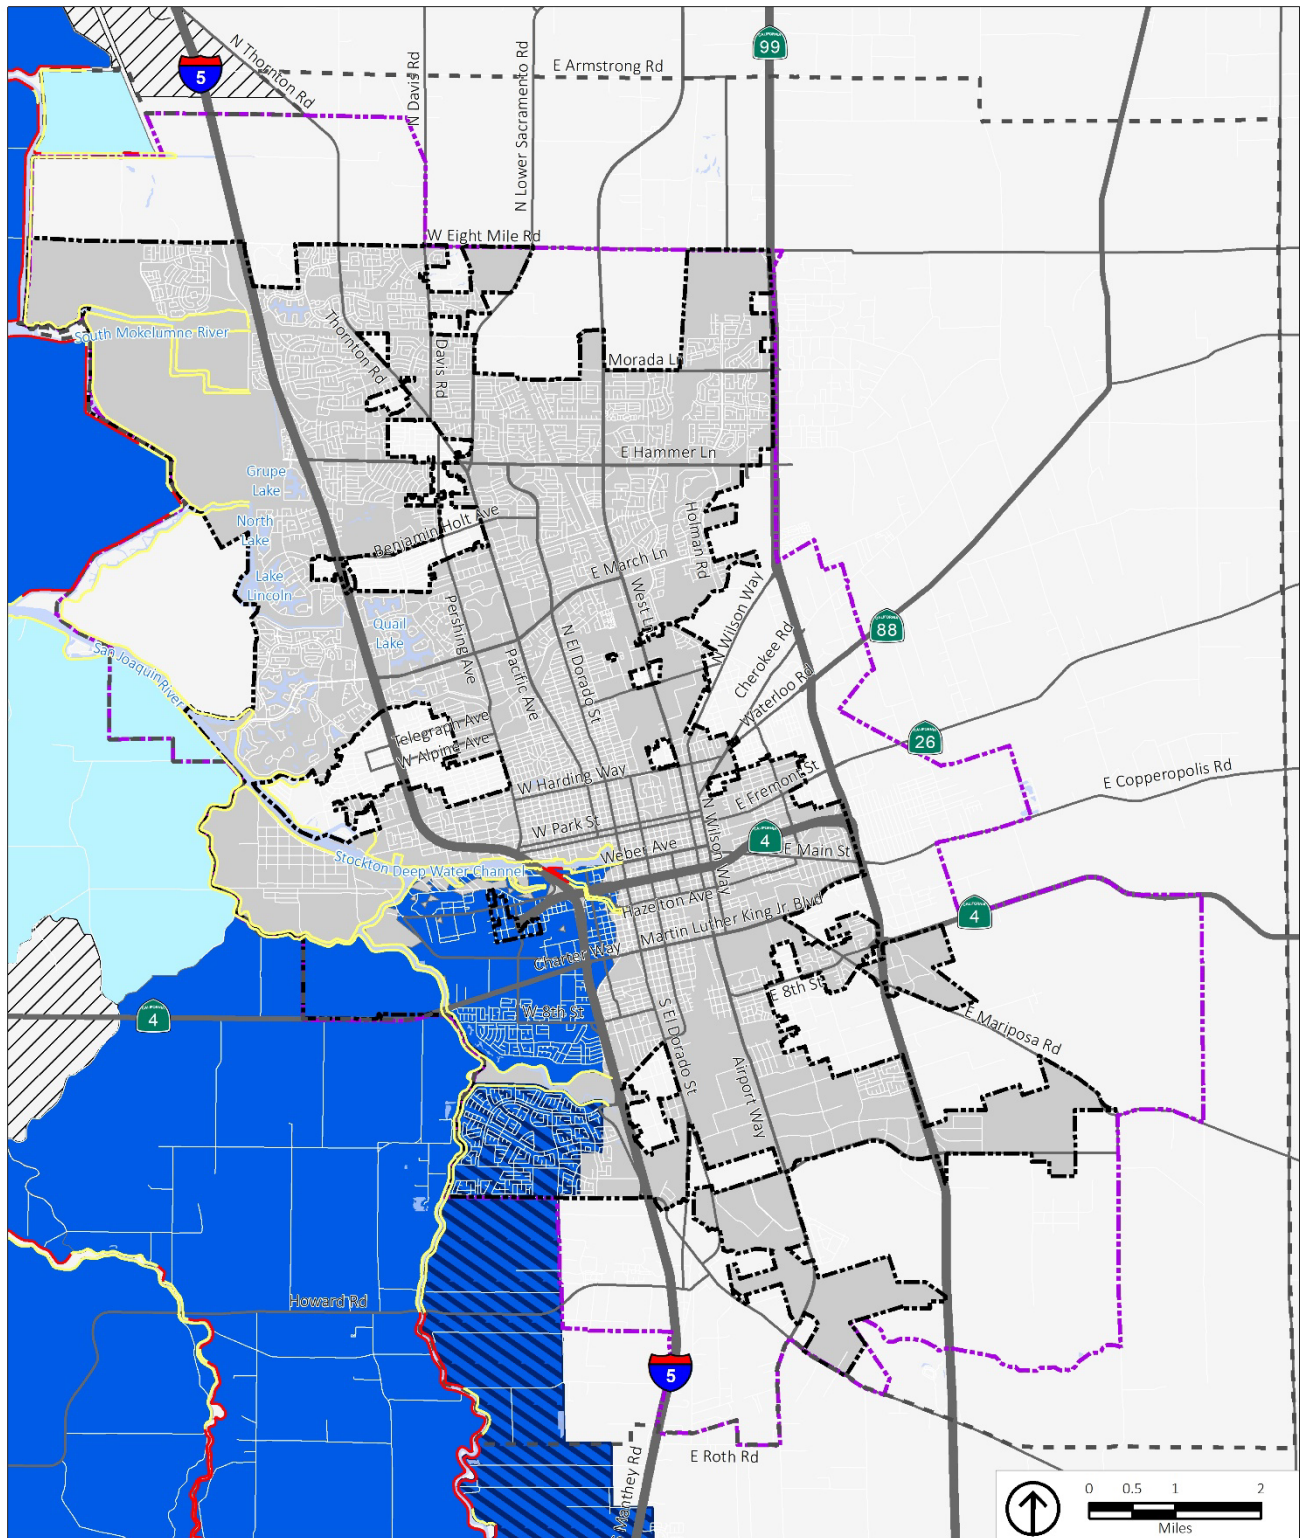 CALIFORNIA
99
5
N Thornton Rd
N Davis Rd
N Lower Sacramento Rd
E Armstrong Rd
W Eight Mile Rd
South Mokelumne River
Thornton Rd
Davis Rd
Morada Ln
E Hammer Ln
Grupe
Lake
North
Lake
Benjamin Holt Ave
Holman Rd
Lake
Lincoln
E March Ln
West Ln
N Wilson Way
Quail
Lake
Pershing Ave
Pacific Ave
N El Dorado St
Cherokee Rd
Waterloo Rd
CALIFORNIA
88
San Joaquin River
Telegraph Ave
W Alpine Ave
CALIFORNIA
26
W Harding Way
E Fremont St
E Copperopolis Rd
N Wilson Way
W Park St
Weber Ave
CALIFORNIA
4
E Main St
Stockton Deep Water Channel
Hazelton Ave
Martin Luther King Jr. Blvd
CALIFORNIA
4
Charter Way
E 8th St
W 8th St
CALIFORNIA
4
S El Dorado St
Airport Way
E Mariposa Rd
Howard Rd
5
Manthey Rd
E Roth Rd
0 0.5 1 2
Miles